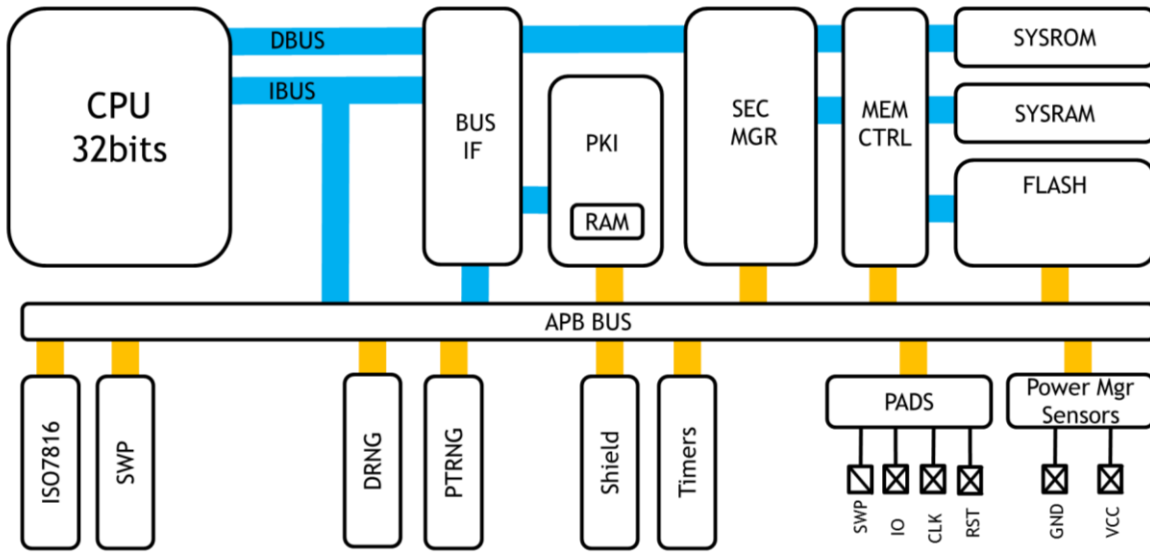 CPU
32bits
DBUS
IBUS
BUS
IF
PKI
RAM
SEC
MGR
MEM
CTRL
SYSROM
SYSRAM
FLASH
APB BUS
ISO7816
SWP
DRNG
PTRNG
Shield
Timers
PADS
Power Mgr
Sensors
SWP
IO
CLK
RST
GND
VCC